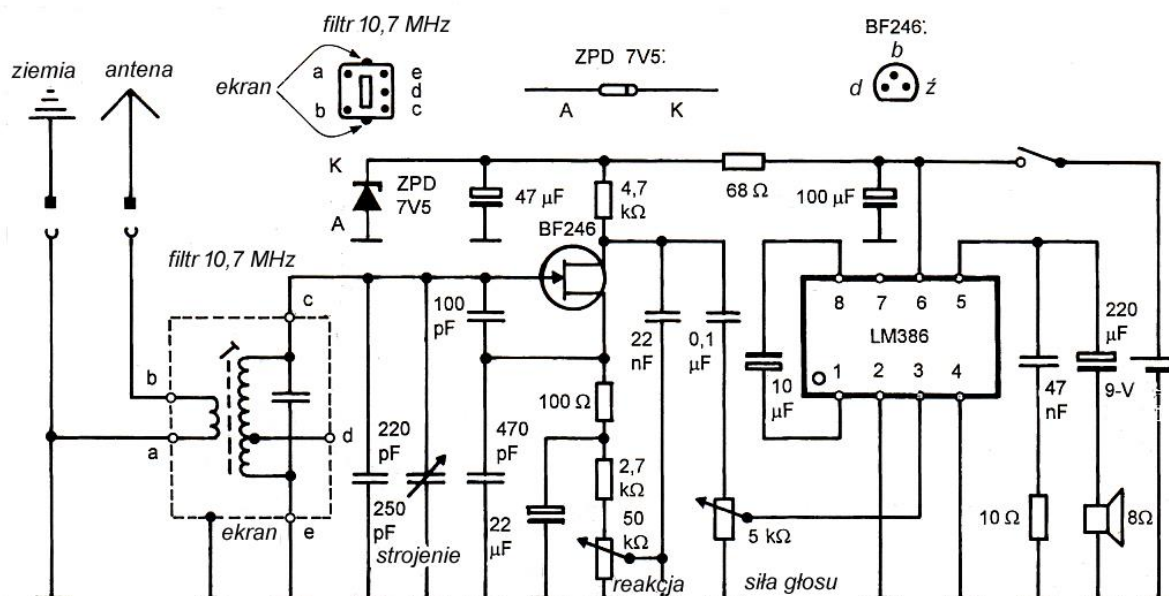 filtr 10,7 MHz
ziemia
antena
ekran
a
b
e
d
c
ZPD 7V5:
A
K
BF246:
b
d
ź
K
A
ZPD
7V5
47 µF
4,7
kΩ
68 Ω
100 µF
BF246
filtr 10,7 MHz
c
b
a
d
e
ekran
100
pF
220
pF
250
pF
strojenie
470
pF
22
µF
100 Ω
2,7
kΩ
50
kΩ
reakcja
22
nF
0,1
µF
5 kΩ
siła głosu
10
µF
8
7
6
5
LM386
1
2
3
4
47
nF
220
µF
9-V
10 Ω
8Ω